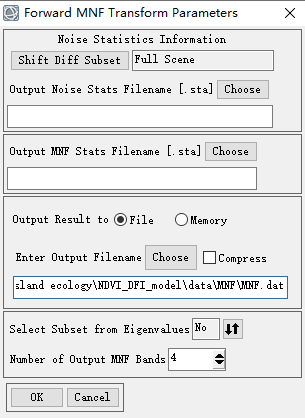 Forward MNF Transform Parameters
Noise Statistics Information
Shift Diff Subset Full Scene
Output Noise Stats Filename [.sta] Choose
Output MNF Stats Filename [.sta] Choose
Output Result to File Memory
Enter Output Filename Choose Compress
sland ecology\NDVI_DFI_model\data\MNF\MNF.dat
Select Subset from Eigenvalues No
Number of Output MNF Bands 4
OK Cancel